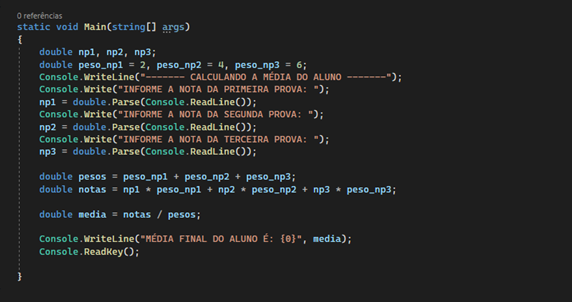 0 referências
static void Main(string[] args)
{
double np1, np2, np3;
double peso_np1 = 2, peso_np2 = 4, peso_np3 = 6;
Console.WriteLine("------- CALCULANDO A MÉDIA DO ALUNO -------");
Console.Write("INFORME A NOTA DA PRIMEIRA PROVA: ");
np1 = double.Parse(Console.ReadLine());
Console.Write("INFORME A NOTA DA SEGUNDA PROVA: ");
np2 = double.Parse(Console.ReadLine());
Console.Write("INFORME A NOTA DA TERCEIRA PROVA: ");
np3 = double.Parse(Console.ReadLine());
double pesos = peso_np1 + peso_np2 + peso_np3;
double notas = np1 * peso_np1 + np2 * peso_np2 + np3 * peso_np3;
double media = notas / pesos;
Console.WriteLine("MÉDIA FINAL DO ALUNO É: {0}", media);
Console.ReadKey();
}